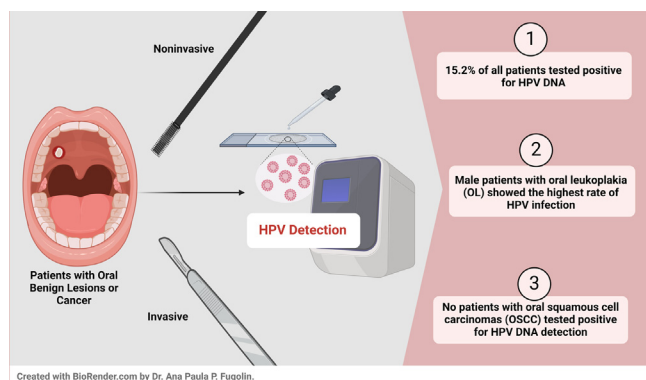 Noninvasive
Patients with Oral
Benign Lesions or
Cancer
HPV Detection
Invasive
1
15.2% of all patients tested positive
for HPV DNA
2
Male patients with oral leukoplakia
(OL) showed the highest rate of
HPV infection
3
No patients with oral squamous cell
carcinomas (OSCC) tested positive
for HPV DNA detection
Created with BioRender.com by Dr. Ana Paula P. Fugolin.